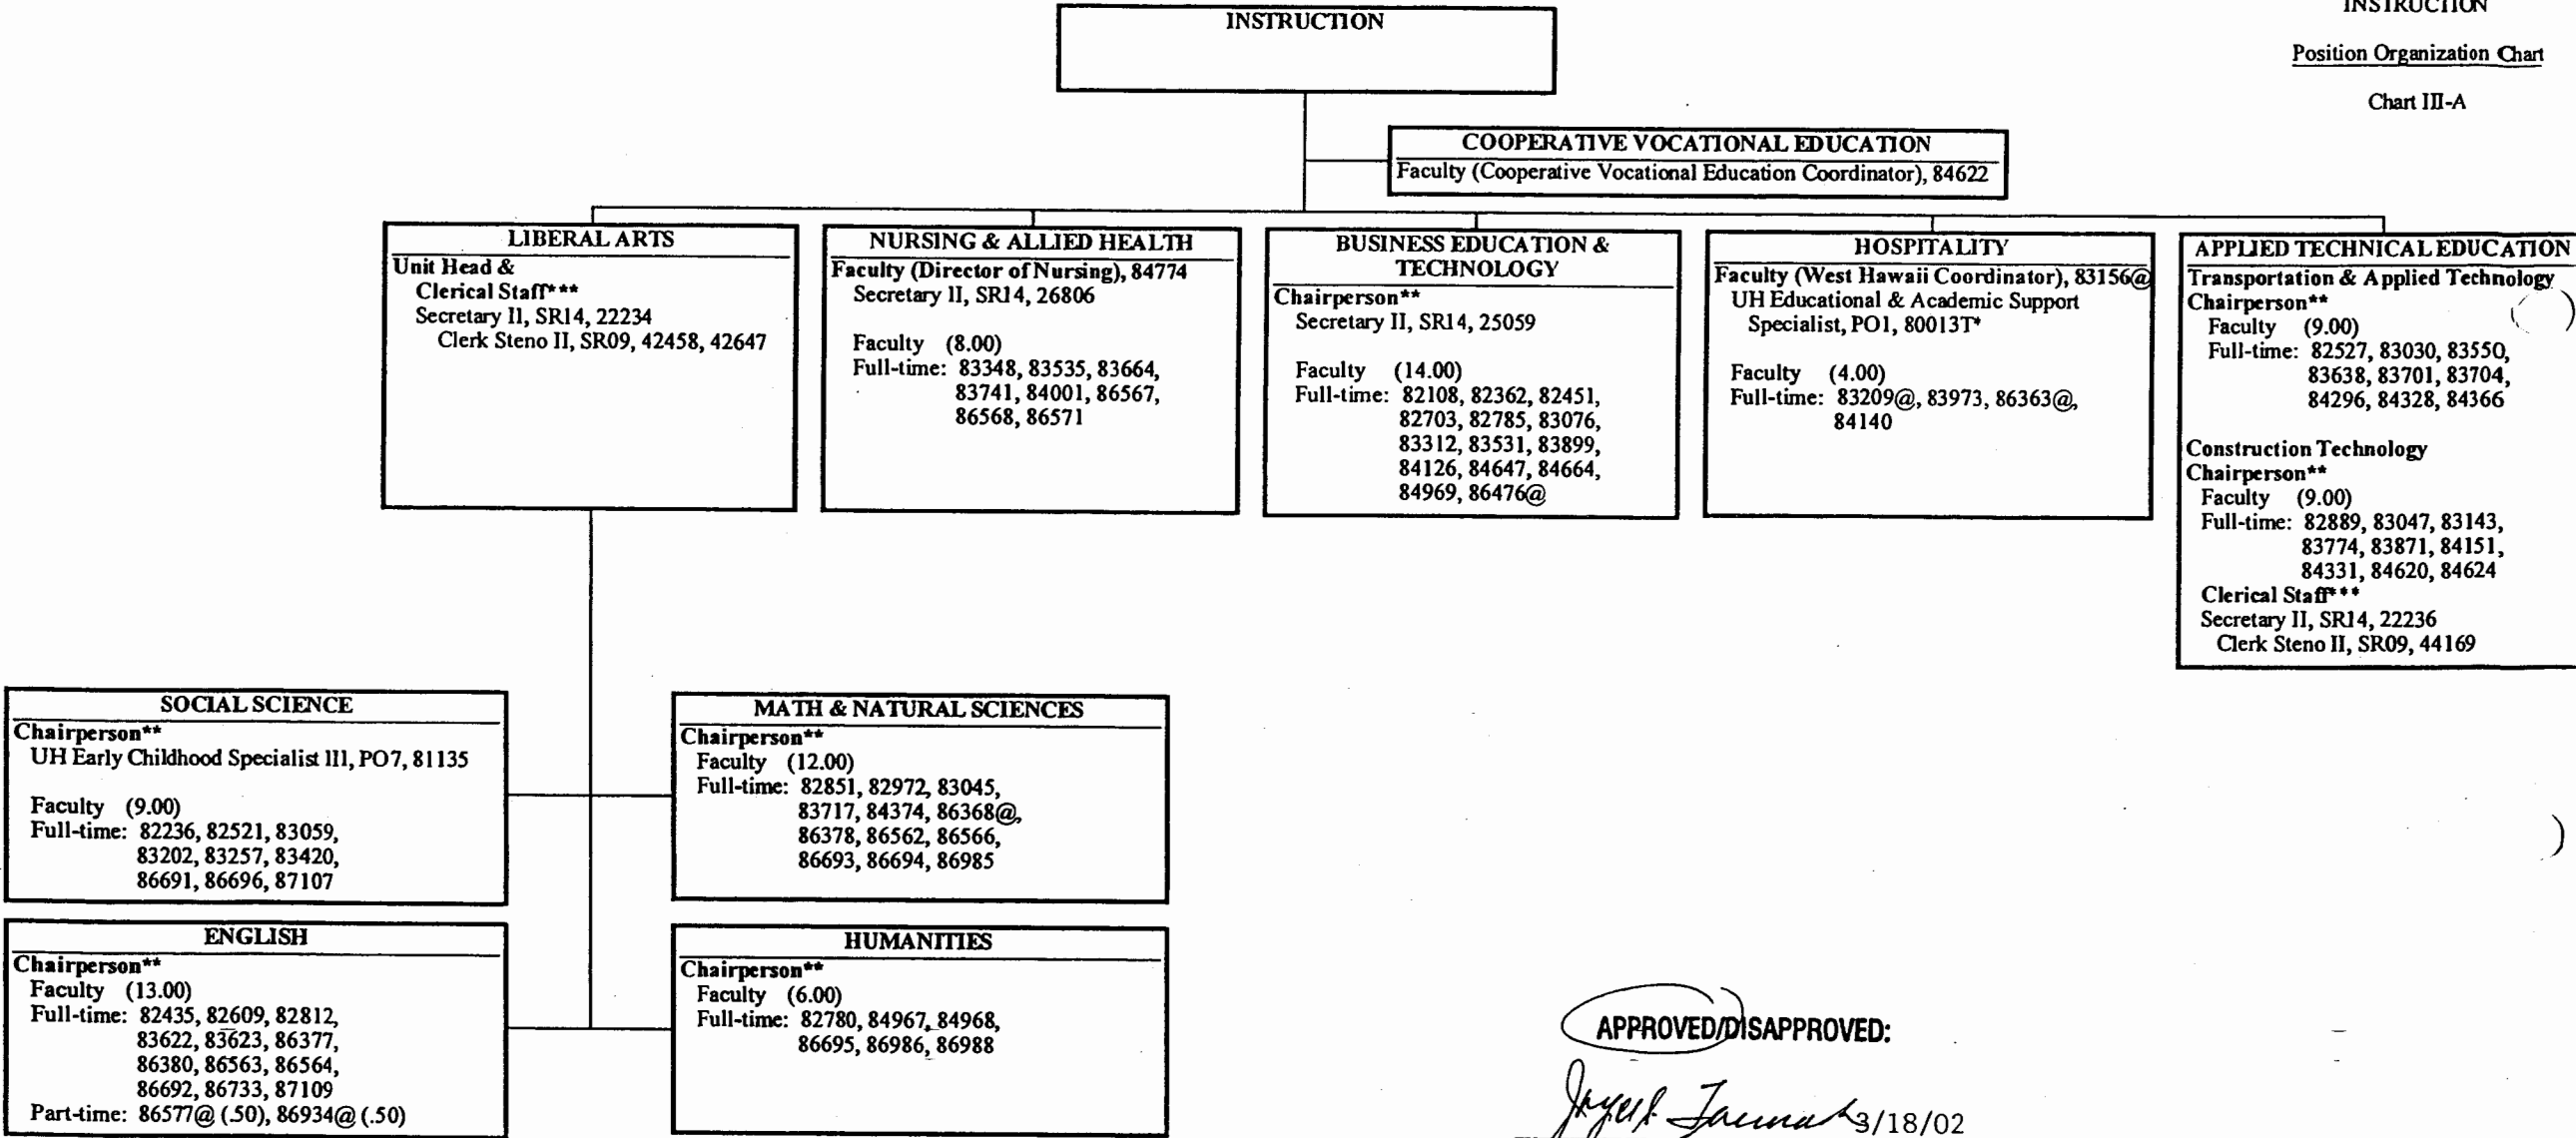 INSTRUCTION
INSTRUCTION
Position Organization Chart
Chart III-A
COOPERATIVE VOCATIONAL EDUCATION
Faculty (Cooperative Vocational Education Coordinator), 84622
LIBERAL ARTS
Unit Head &
Clerical Staff***
Secretary II, SR14, 22234
Clerk Steno II, SR09, 42458, 42647
NURSING & ALLIED HEALTH
Faculty (Director of Nursing), 84774
Secretary II, SR14, 26806
Faculty (8.00)
Full-time: 83348, 83535, 83664,
83741, 84001, 86567,
86568, 86571
BUSINESS EDUCATION &
TECHNOLOGY
Chairperson**
Secretary II, SR14, 25059
Faculty (14.00)
Full-time: 82108, 82362, 82451,
82703, 82785, 83076,
83312, 83531, 83899,
84126, 84647, 84664,
84969, 86476@
HOSPITALITY
Faculty (West Hawaii Coordinator), 83156@
UH Educational & Academic Support
Specialist, PO1, 80013T*
Faculty (4.00)
Full-time: 83209@, 83973, 86363@,
84140
APPLIED TECHNICAL EDUCATION
Transportation & Applied Technology
Chairperson**
Faculty (9.00)
Full-time: 82527, 83030, 83550,
83638, 83701, 83704,
84296, 84328, 84366
Construction Technology
Chairperson**
Faculty (9.00)
Full-time: 82889, 83047, 83143,
83774, 83871, 84151,
84331, 84620, 84624
Clerical Staff***
Secretary II, SR14, 22236
Clerk Steno II, SR09, 44169
SOCIAL SCIENCE
Chairperson**
UH Early Childhood Specialist III, PO7, 81135
Faculty (9.00)
Full-time: 82236, 82521, 83059,
83202, 83257, 83420,
86691, 86696, 87107
MATH & NATURAL SCIENCES
Chairperson**
Faculty (12.00)
Full-time: 82851, 82972, 83045,
83717, 84374, 86368@,
86378, 86562, 86566,
86693, 86694, 86985
ENGLISH
Chairperson**
Faculty (13.00)
Full-time: 82435, 82609, 82812,
83622, 83623, 86377,
86380, 86563, 86564,
86692, 86733, 87109
Part-time: 86577@ (.50), 86934@ (.50)
HUMANITIES
Chairperson**
Faculty (6.00)
Full-time: 82780, 84967, 84968,
86695, 86986, 86988
APPROVED/DISAPPROVED:
3/18/02